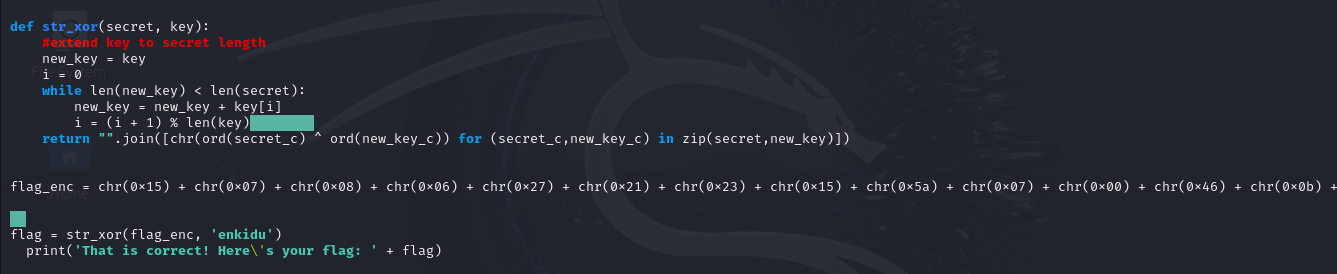 def str_xor(secret, key):
    #extend key to secret length
    new_key = key
    i = 0
    while len(new_key) < len(secret):
        new_key = new_key + key[i]
        i = (i + 1) % len(key)
    return "".join([chr(ord(secret_c) ^ ord(new_key_c)) for (secret_c,new_key_c) in zip(secret,new_key)])
flag_enc = chr(0×15) + chr(0×07) + chr(0×08) + chr(0×06) + chr(0×27) + chr(0×21) + chr(0×23) + chr(0×15) + chr(0×5a) + chr(0×07) + chr(0×00) + chr(0×46) + chr(0×0b) +
flag = str_xor(flag_enc, 'enkidu')
  print('That is correct! Here\'s your flag: ' + flag)
Home